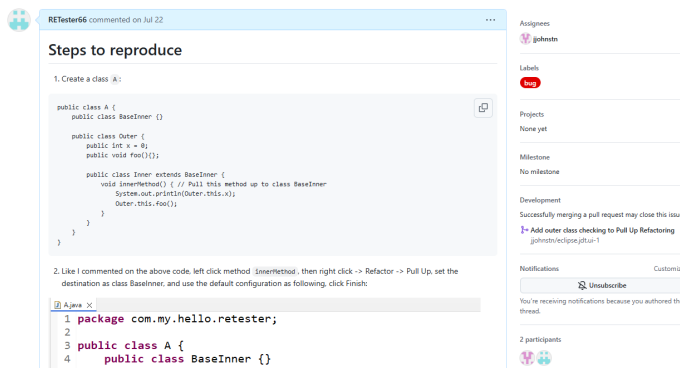 RETester66 commented on Jul 22
Steps to reproduce
1. Create a class A :
public class A {
    public class BaseInner {}
    public class Outer {
        public int x = 0;
        public void foo(){};
        public class Inner extends BaseInner {
            void innerMethod() { // Pull this method up to class BaseInner
                System.out.println(Outer.this.x);
                Outer.this.foo();
            }
        }
    }
}
2. Like I commented on the above code, left click method innerMethod , then right click -> Refactor -> Pull Up, set the
destination as class BaseInner, and use the default configuration as following, click Finish:
A.java
1 package com.my.hello.retester;
2
3 public class A {
4     public class BaseInner {}
Assignees
jjohnstn
Labels
bug
Projects
None yet
Milestone
No milestone
Development
Successfully merging a pull request may close this issu
Add outer class checking to Pull Up Refactoring
jjohnstn/eclipse.jdt.ui-1
Notifications
Customiz
Unsubscribe
You're receiving notifications because you authored th
thread.
2 participants